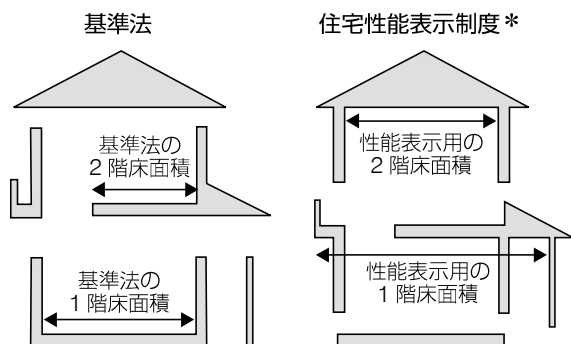 基準法
住宅性能表示制度＊
基準法の
2階床面積
性能表示用の
2階床面積
基準法の
1階床面積
性能表示用の
1階床面積